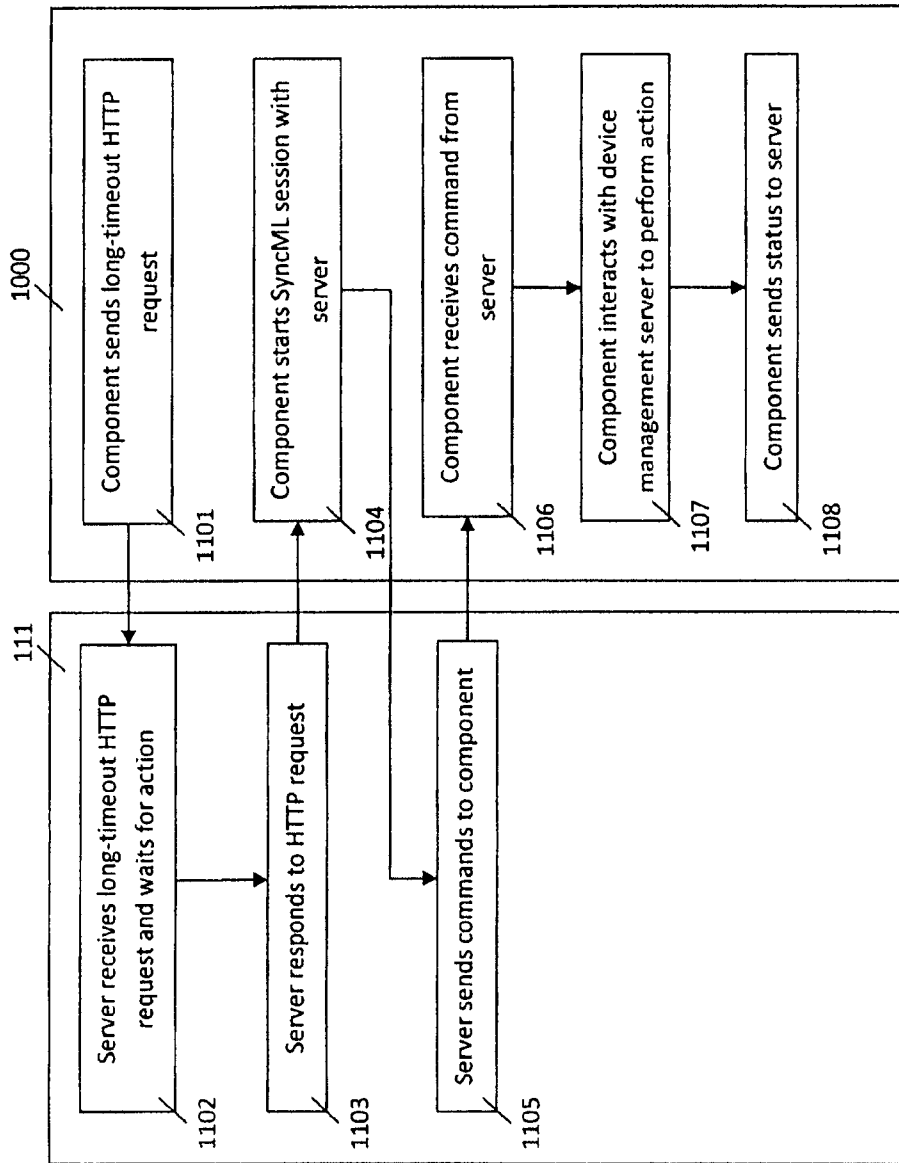 111
Server receives long-timeout HTTP
request and waits for action
1102
Server responds to HTTP request
1103
Server sends commands to component
1105
1000
Component sends long-timeout HTTP
request
1101
Component starts SyncML session with
server
1104
Component receives command from
server
1106
Component interacts with device
management server to perform action
1107
Component sends status to server
1108